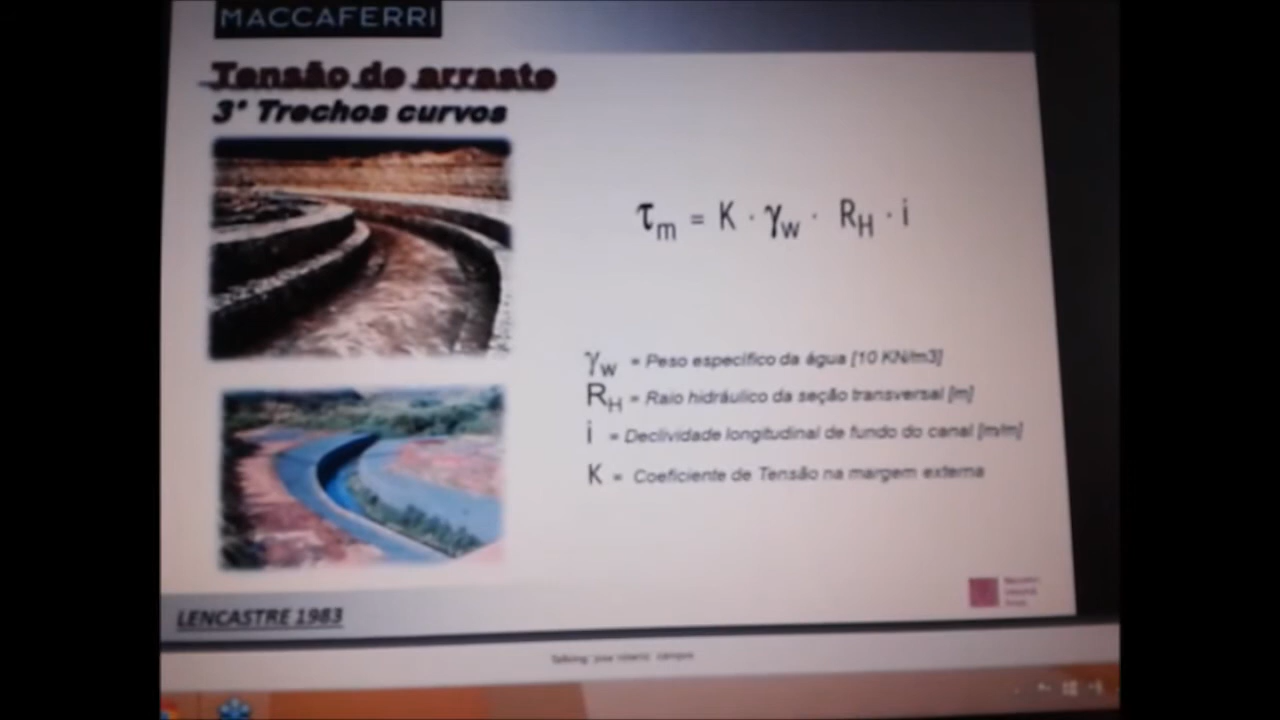 MACCAFERRI
Tensão de arraste
3° Trechos curvos
τm = K · γw · RH · i
γw = Peso específico da água [10 KN/m3]
RH = Raio hidráulico da seção transversal [m]
i = Declividade longitudinal de fundo do canal [m/m]
K = Coeficiente de Tensão na margem externa
LENCASTRE 1983